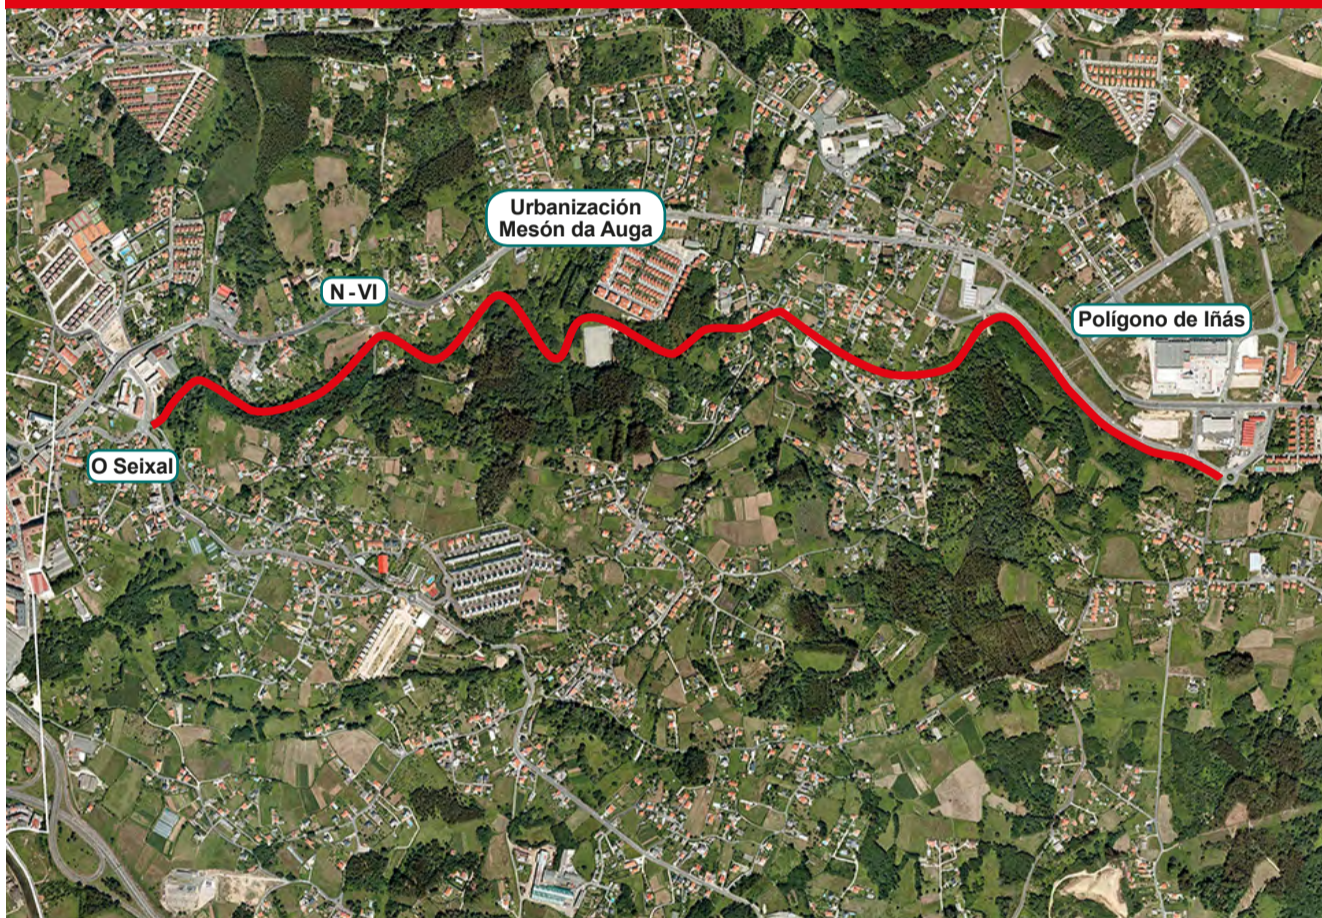 Urbanización
Mesón da Auga
N-VI
Polígono de Iñás
O Seixal